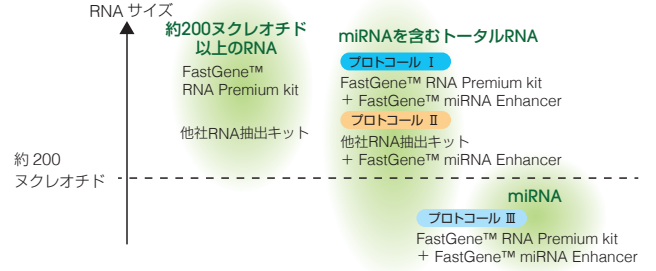 RNA サイズ
約200ヌクレオチド
以上のRNA
FastGene™
RNA Premium kit
他社RNA抽出キット
miRNAを含むトータルRNA
プロトコール Ⅰ
FastGene™ RNA Premium kit
＋ FastGene™ miRNA Enhancer
プロトコール Ⅱ
他社RNA抽出キット
＋ FastGene™ miRNA Enhancer
約 200
ヌクレオチド
miRNA
プロトコール Ⅲ
FastGene™ RNA Premium kit
＋ FastGene™ miRNA Enhancer